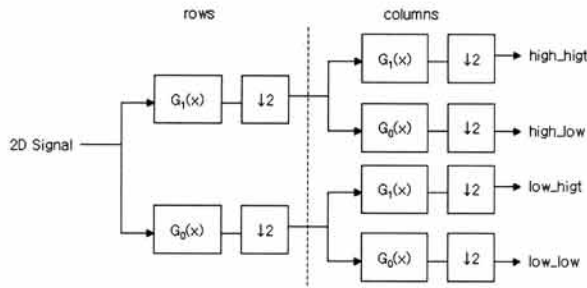 rows
columns
G₁(x)
↓2
high_higt
G₁(x)
↓2
G₀(x)
↓2
high_low
2D Signal
G₁(x)
↓2
low_higt
G₀(x)
↓2
G₀(x)
↓2
low_low